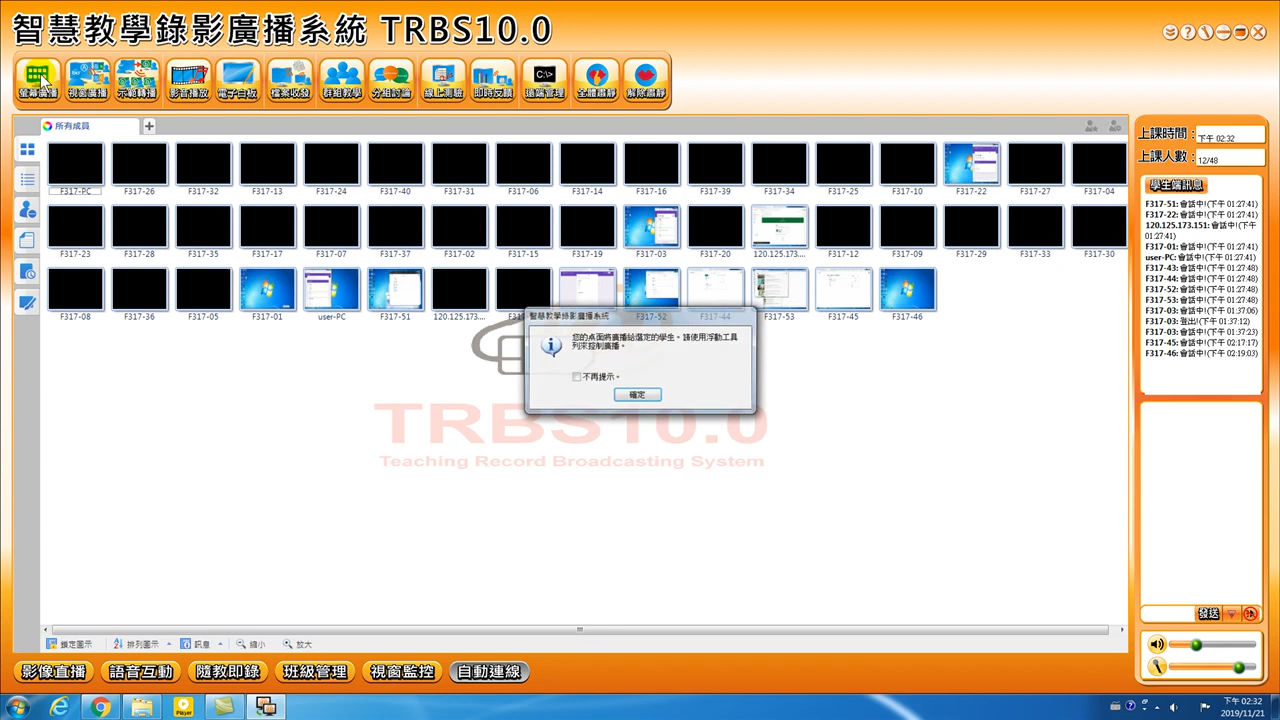 智慧教學錄影廣播系統 TRBS10.0
螢幕廣播 視窗廣播 示範轉播 影音播放 電子白板 檔案收發 群組教學 分組討論 線上測驗 即時反饋 遠端管理 全體肅靜 解除肅靜
C:\>
所有成員
上課時間： 下午 02:32
上課人數： 12/48
F317-PC F317-26 F317-32 F317-13 F317-24 F317-40 F317-31 F317-06 F317-14 F317-16 F317-39 F317-34 F317-25 F317-10 F317-22 F317-27 F317-04
F317-23 F317-28 F317-35 F317-07 F317-37 F317-02 F317-15 F317-19 F317-03 F317-20 120.125.173.... F317-12 F317-09 F317-29 F317-33 F317-30
F317-08 F317-36 F317-05 F317-01 user-PC F317-51 120.125.173.... F317-52 F317-44 F317-53 F317-45 F317-46
學生端訊息
F317-51: 會話中!(下午 01:27:41)
F317-22: 會話中!(下午 01:27:41)
120.125.173.151: 會話中!(下午
01:27:41)
F317-01: 會話中!(下午 01:27:41)
user-PC: 會話中!(下午 01:27:41)
F317-43: 會話中!(下午 01:27:48)
F317-44: 會話中!(下午 01:27:48)
F317-52: 會話中!(下午 01:27:48)
F317-53: 會話中!(下午 01:27:48)
F317-03: 會話中!(下午 01:37:06)
F317-03: 登出!(下午 01:37:12)
F317-03: 會話中!(下午 01:37:23)
F317-45: 會話中!(下午 02:17:17)
F317-46: 會話中!(下午 02:19:03)
智慧教學錄影廣播系統
您的桌面將廣播給選定的學生。請使用浮動工具
列來控制廣播。
不再提示。
確定
TRBS10.0
Teaching Record Broadcasting System
發送
鎖定圖示 排列圖示 訊息 縮小 放大
影像直播 語音互動 隨教即錄 班級管理 視窗監控 自動連線
Player
下午 02:32
2019/11/21